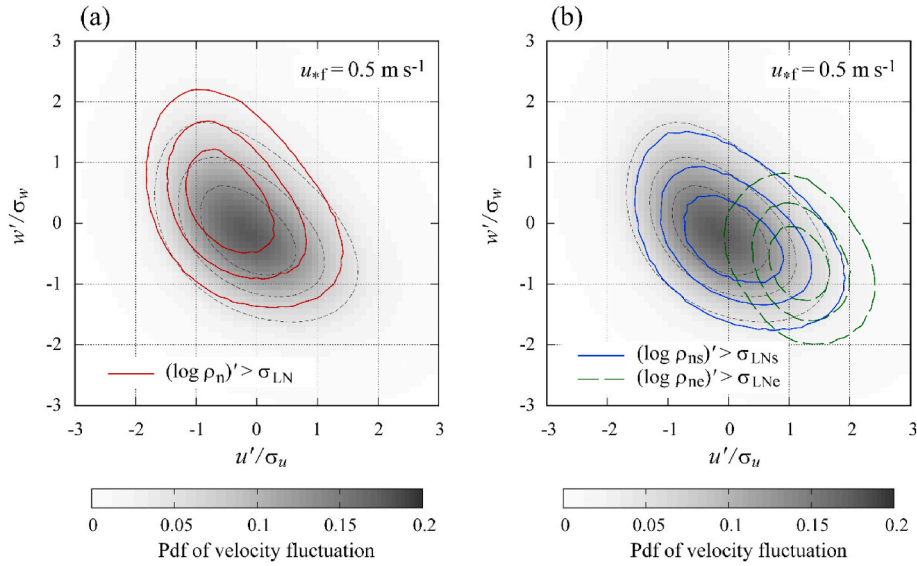 (a)
u*f = 0.5 m s-1
3
2
1
0
-1
-2
-3
w'/σw
(log ρn)' > σLN
-3 -2 -1 0 1 2 3
u'/σu
0 0.05 0.1 0.15 0.2
Pdf of velocity fluctuation
(b)
u*f = 0.5 m s-1
3
2
1
0
-1
-2
-3
w'/σw
(log ρns)' > σLNs
(log ρne)' > σLNe
-3 -2 -1 0 1 2 3
u'/σu
0 0.05 0.1 0.15 0.2
Pdf of velocity fluctuation